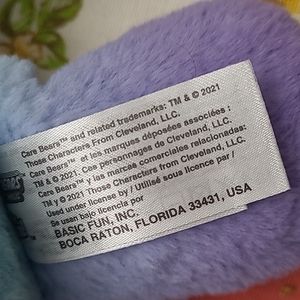 Care Bears™ and related trademarks: TM & © 2021
Those Characters From Cleveland, LLC.
Care Bears™ et les marques déposées associées :
TM & © 2021. Ces personnages de Cleveland, LLC.
Care Bears™ y las marcas comerciales relacionadas:
TM y © 2021 Those Characters from Cleveland, LLC.
Used under license by / Utilisé sous licence par /
Se usan bajo licencia por
BASIC FUN, INC.
BOCA RATON, FLORIDA 33431, USA